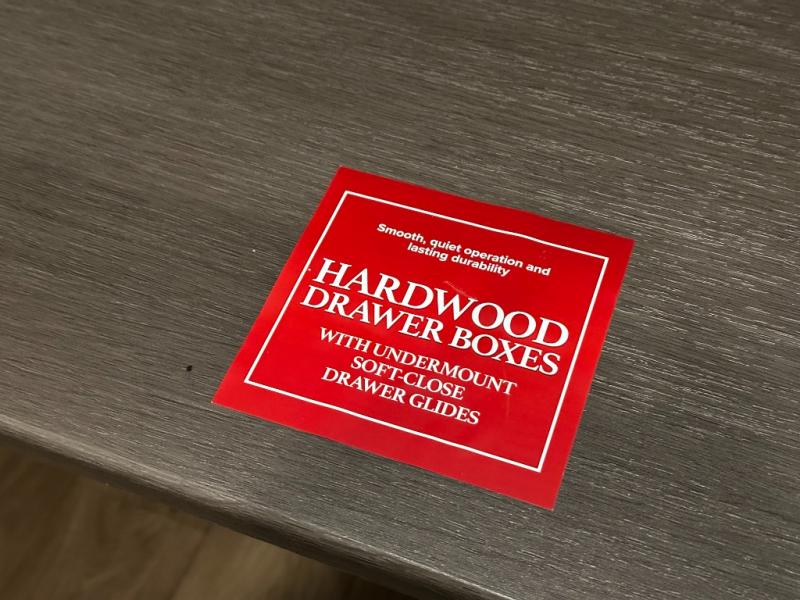 Smooth, quiet operation and
lasting durability
HARDWOOD
DRAWER BOXES
WITH UNDERMOUNT
SOFT-CLOSE
DRAWER GLIDES